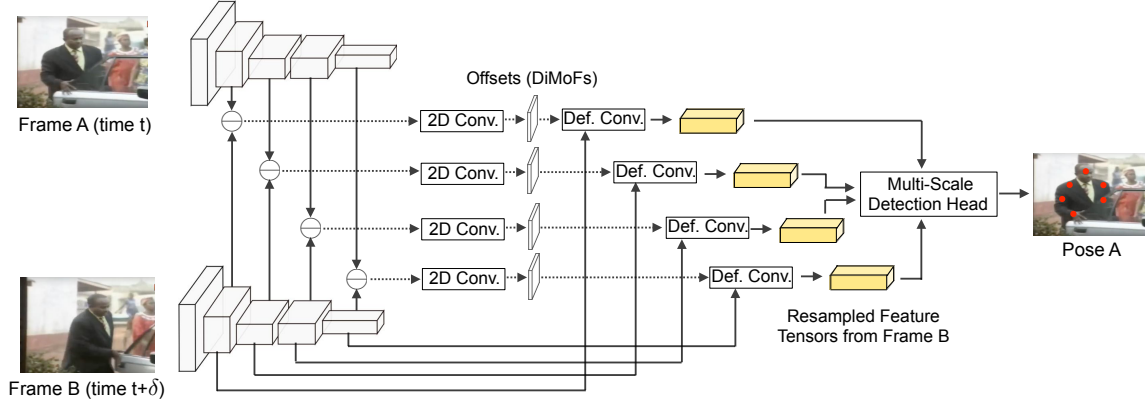 Frame A (time t)
Offsets (DiMoFs)
2D Conv.
Def. Conv.
2D Conv.
Def. Conv.
2D Conv.
Def. Conv.
2D Conv.
Def. Conv.
Multi-Scale
Detection Head
Pose A
Resampled Feature
Tensors from Frame B
Frame B (time t+δ)